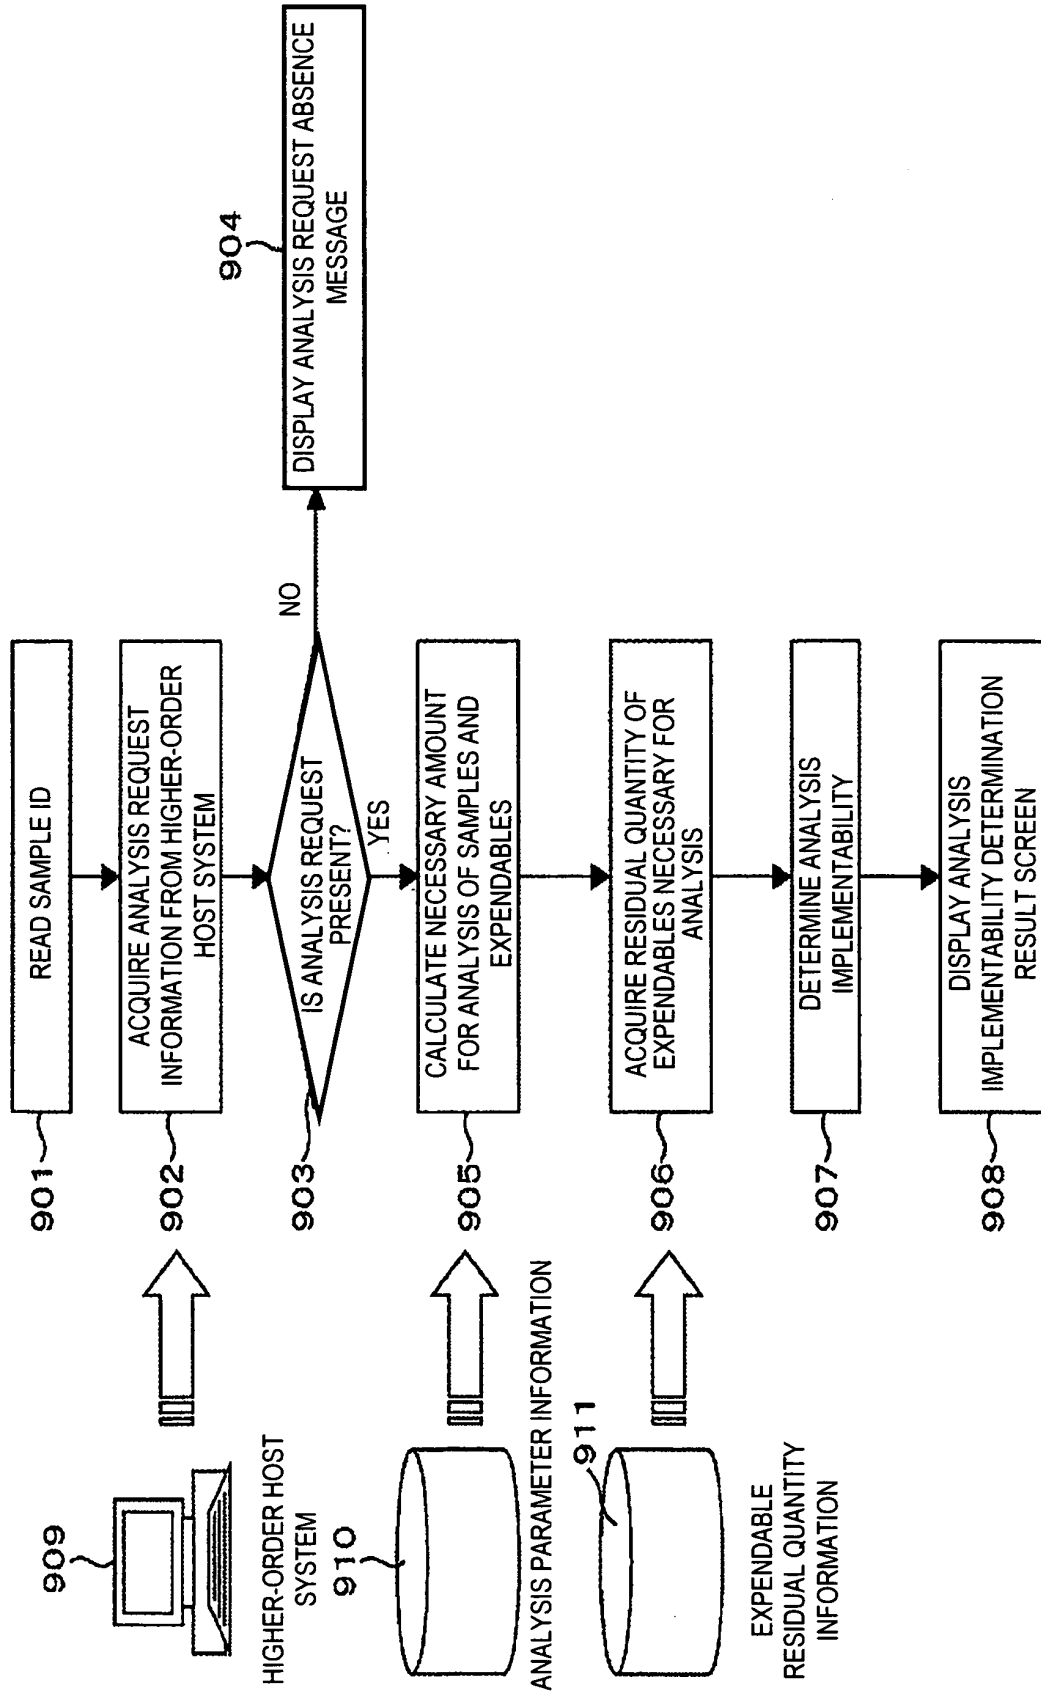 901
READ SAMPLE ID
902
ACQUIRE ANALYSIS REQUEST
INFORMATION FROM HIGHER-ORDER
HOST SYSTEM
903
IS ANALYSIS REQUEST
PRESENT?
NO
YES
904
DISPLAY ANALYSIS REQUEST ABSENCE
MESSAGE
905
CALCULATE NECESSARY AMOUNT
FOR ANALYSIS OF SAMPLES AND
EXPENDABLES
906
ACQUIRE RESIDUAL QUANTITY OF
EXPENDABLES NECESSARY FOR
ANALYSIS
907
DETERMINE ANALYSIS
IMPLEMENTABILITY
908
DISPLAY ANALYSIS
IMPLEMENTABILITY DETERMINATION
RESULT SCREEN
909
HIGHER-ORDER HOST
SYSTEM
910
ANALYSIS PARAMETER INFORMATION
911
EXPENDABLE
RESIDUAL QUANTITY
INFORMATION